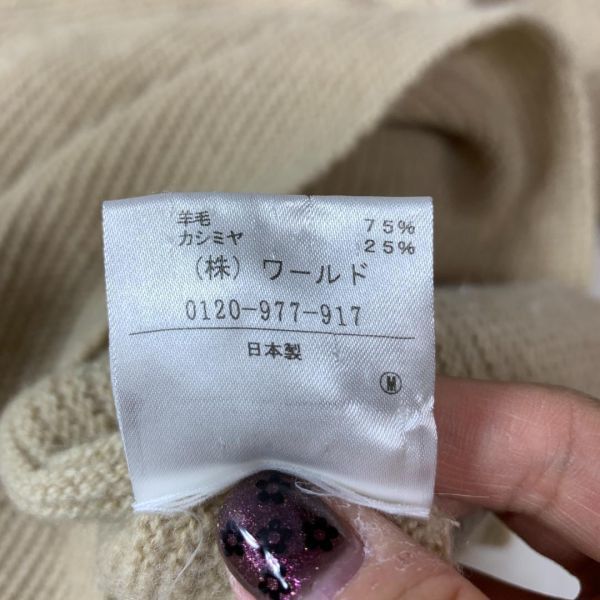 羊毛 75%
カシミヤ 25%
(株) ワールド
0120-977-917
日本製
M